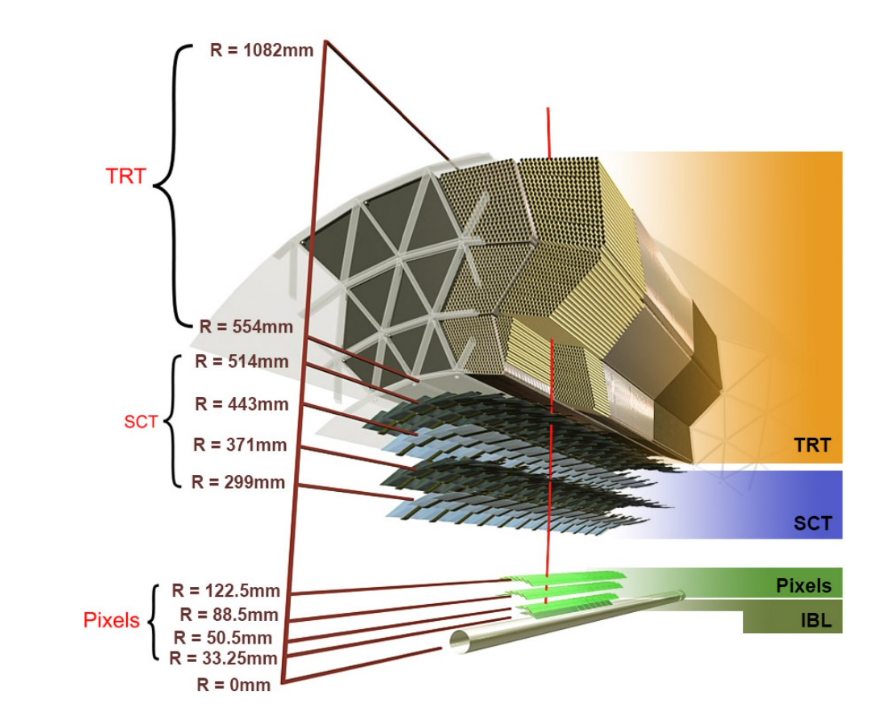 R = 1082mm
TRT
R = 554mm
R = 514mm
R = 443mm
SCT
R = 371mm
R = 299mm
R = 122.5mm
R = 88.5mm
Pixels
R = 50.5mm
R = 33.25mm
R = 0mm
TRT
SCT
Pixels
IBL